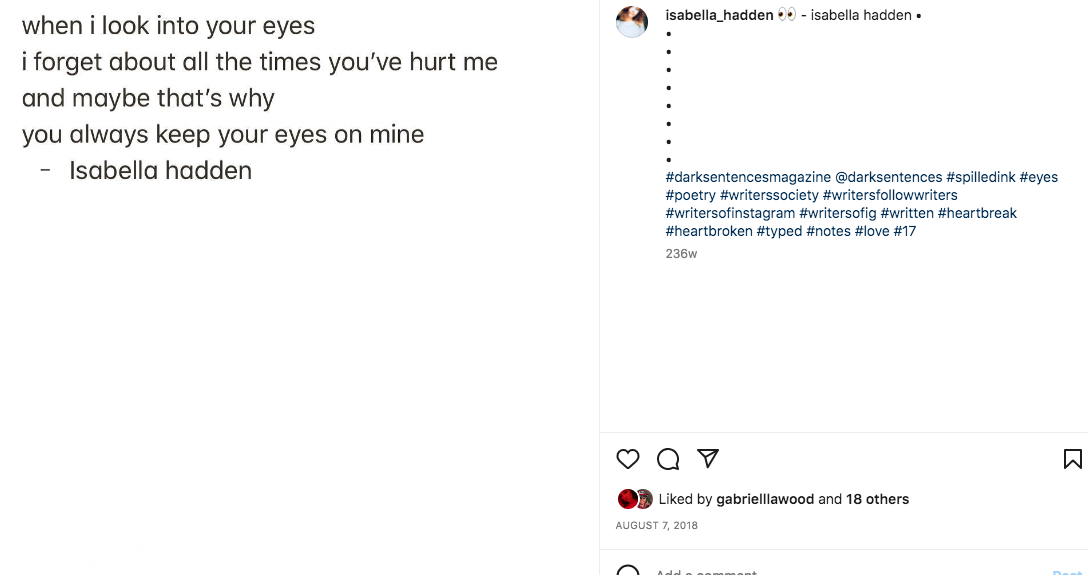 when i look into your eyes
i forget about all the times you've hurt me
and maybe that's why
you always keep your eyes on mine
- Isabella hadden
isabella_hadden 👀 - isabella hadden •
•
•
•
•
•
•
•
•
#darksentencesmagazine @darksentences #spilledink #eyes
#poetry #writerssociety #writersfollowwriters
#writersofinstagram #writersofig #written #heartbreak
#heartbroken #typed #notes #love #17
236w
Liked by gabrielllawood and 18 others
AUGUST 7, 2018
Add a comment...
Post